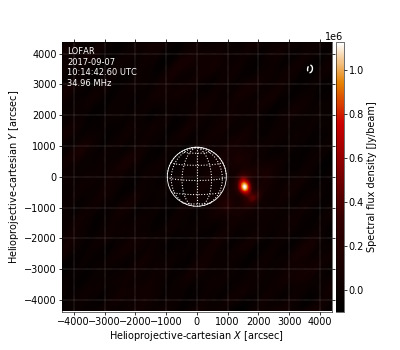 1e6
LOFAR
2017-09-07
10:14:42.60 UTC
34.96 MHz
4000
3000
2000
1000
0
−1000
−2000
−3000
−4000
Helioprojective-cartesian Y [arcsec]
−4000 −3000 −2000 −1000 0 1000 2000 3000 4000
Helioprojective-cartesian X [arcsec]
1.0
0.8
0.6
0.4
0.2
0.0
Spectral flux density [Jy/beam]